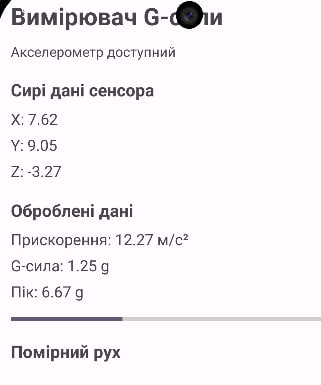 Вимірювач G-сили
Акселерометр доступний
Сирі дані сенсора
X: 7.62
Y: 9.05
Z: -3.27
Оброблені дані
Прискорення: 12.27 м/с²
G-сила: 1.25 g
Пік: 6.67 g
Помірний рух